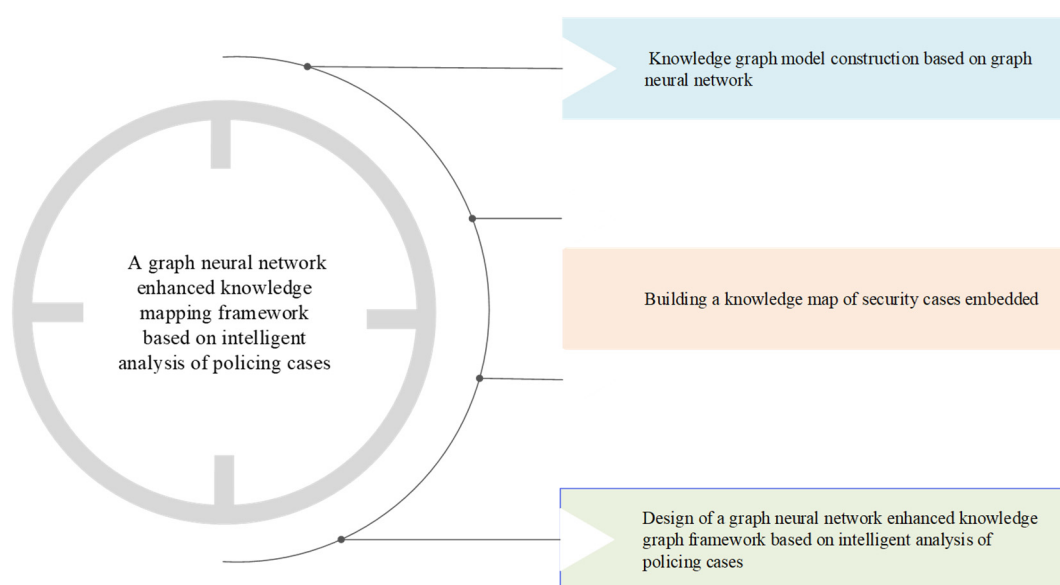 A graph neural network
enhanced knowledge
mapping framework
based on intelligent
analysis of policing cases
Knowledge graph model construction based on graph
neural network
Building a knowledge map of security cases embedded
Design of a graph neural network enhanced knowledge
graph framework based on intelligent analysis of
policing cases